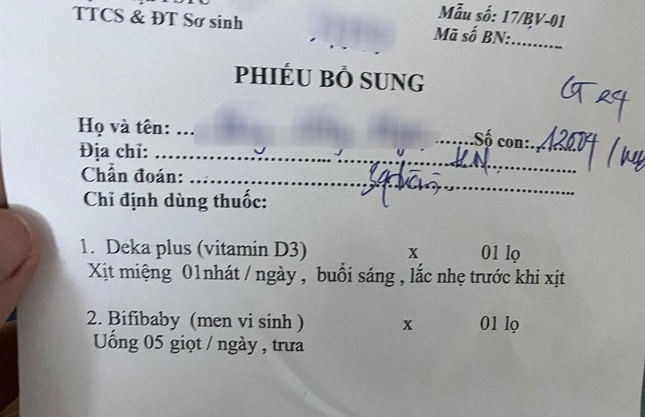 TTCS & ĐT Sơ sinh
Mẫu số: 17/BV-01
Mã số BN:...........
PHIẾU BỔ SUNG
Họ và tên: ... .......Số con:..
Địa chỉ: ................................
Chẩn đoán: ................................
Chỉ định dùng thuốc:
1. Deka plus (vitamin D3) x 01 lọ
Xịt miệng 01nhát / ngày , buổi sáng , lắc nhẹ trước khi xịt
2. Bifibaby (men vi sinh ) x 01 lọ
Uống 05 giọt / ngày , trưa